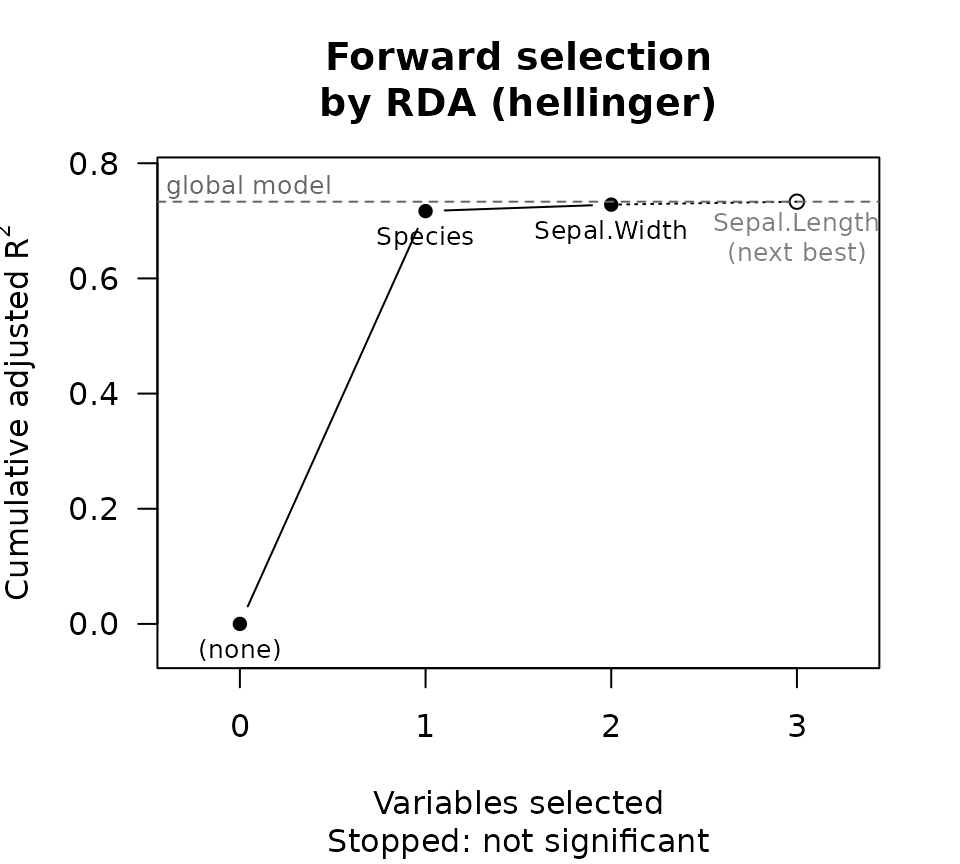 Forward selection
by RDA (hellinger)
Cumulative adjusted R²
0.8
0.6
0.4
0.2
0.0
global model
Species
Sepal.Width
Sepal.Length
(next best)
(none)
0
1
2
3
Variables selected
Stopped: not significant